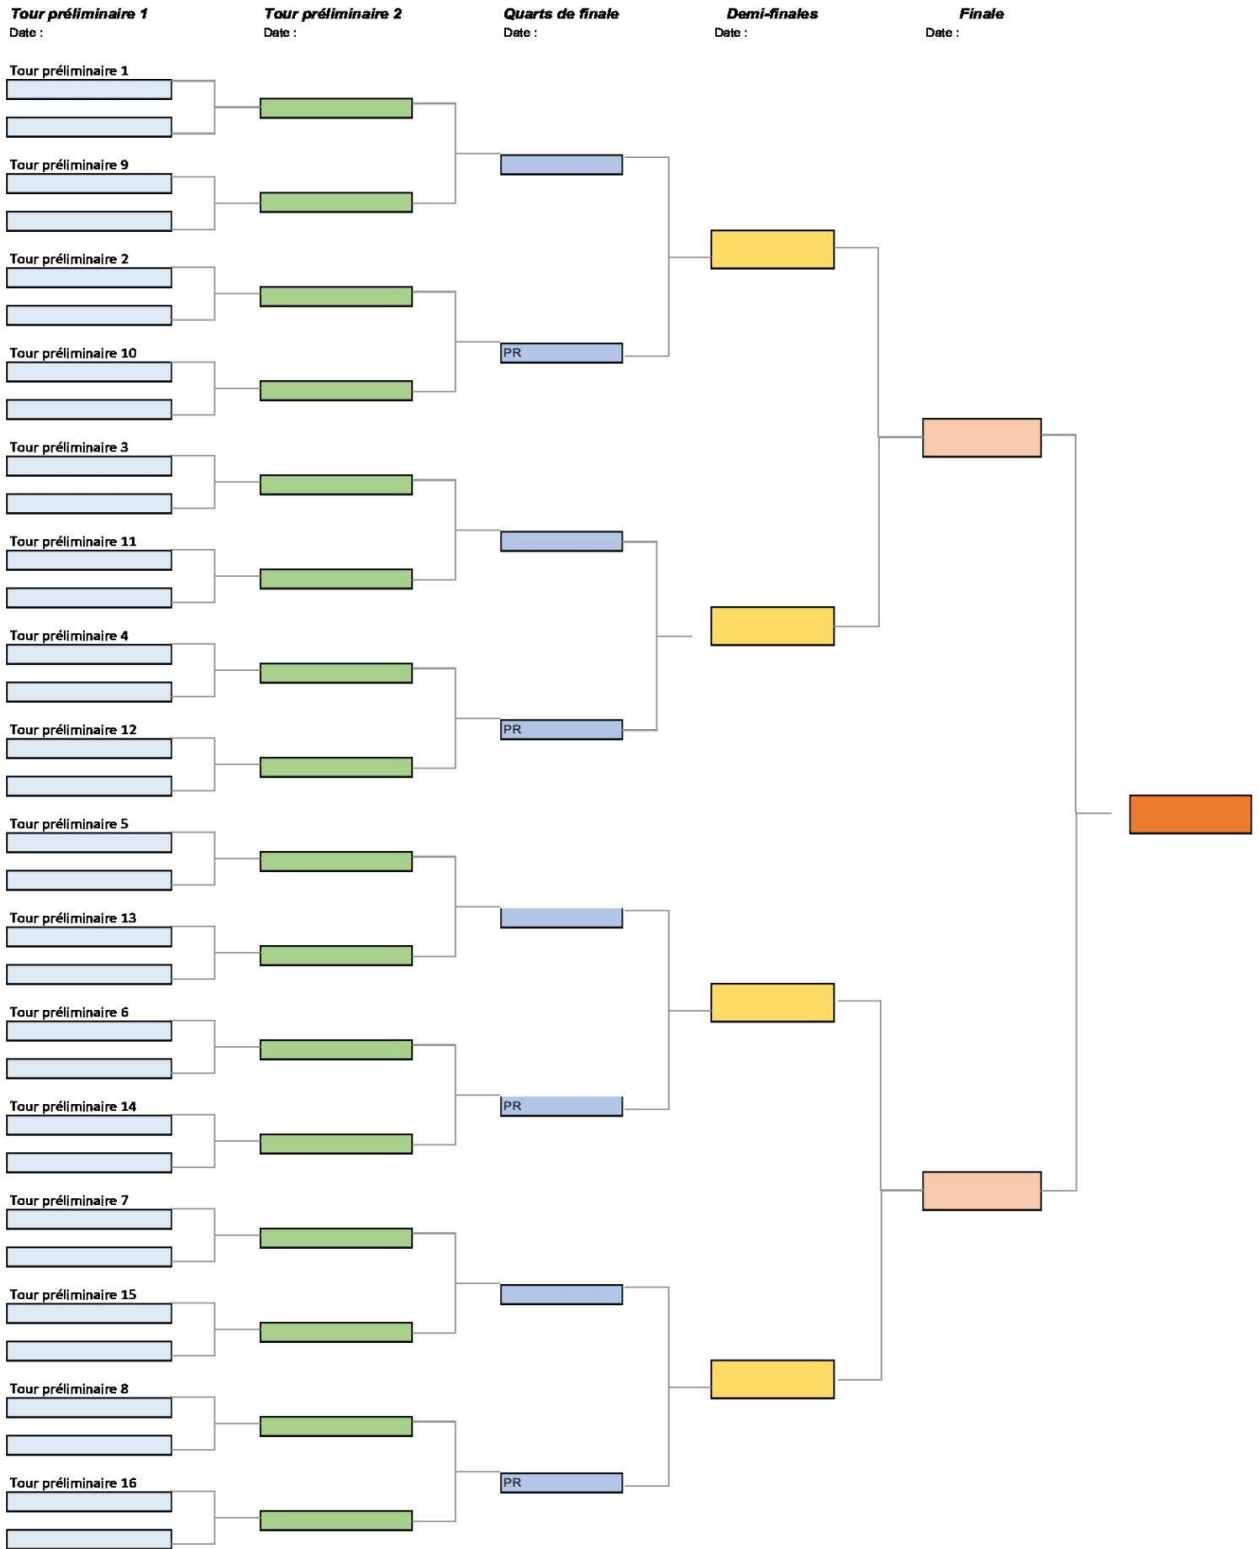 Tour préliminaire 1
Tour préliminaire 2
Quarts de finale
Demi-finales
Finale
Date :
Date :
Date :
Date :
Date :
Tour préliminaire 1
Tour préliminaire 9
Tour préliminaire 2
PR
Tour préliminaire 10
Tour préliminaire 3
Tour préliminaire 11
Tour préliminaire 4
PR
Tour préliminaire 12
Tour préliminaire 5
Tour préliminaire 13
Tour préliminaire 6
PR
Tour préliminaire 14
Tour préliminaire 7
Tour préliminaire 15
Tour préliminaire 8
PR
Tour préliminaire 16